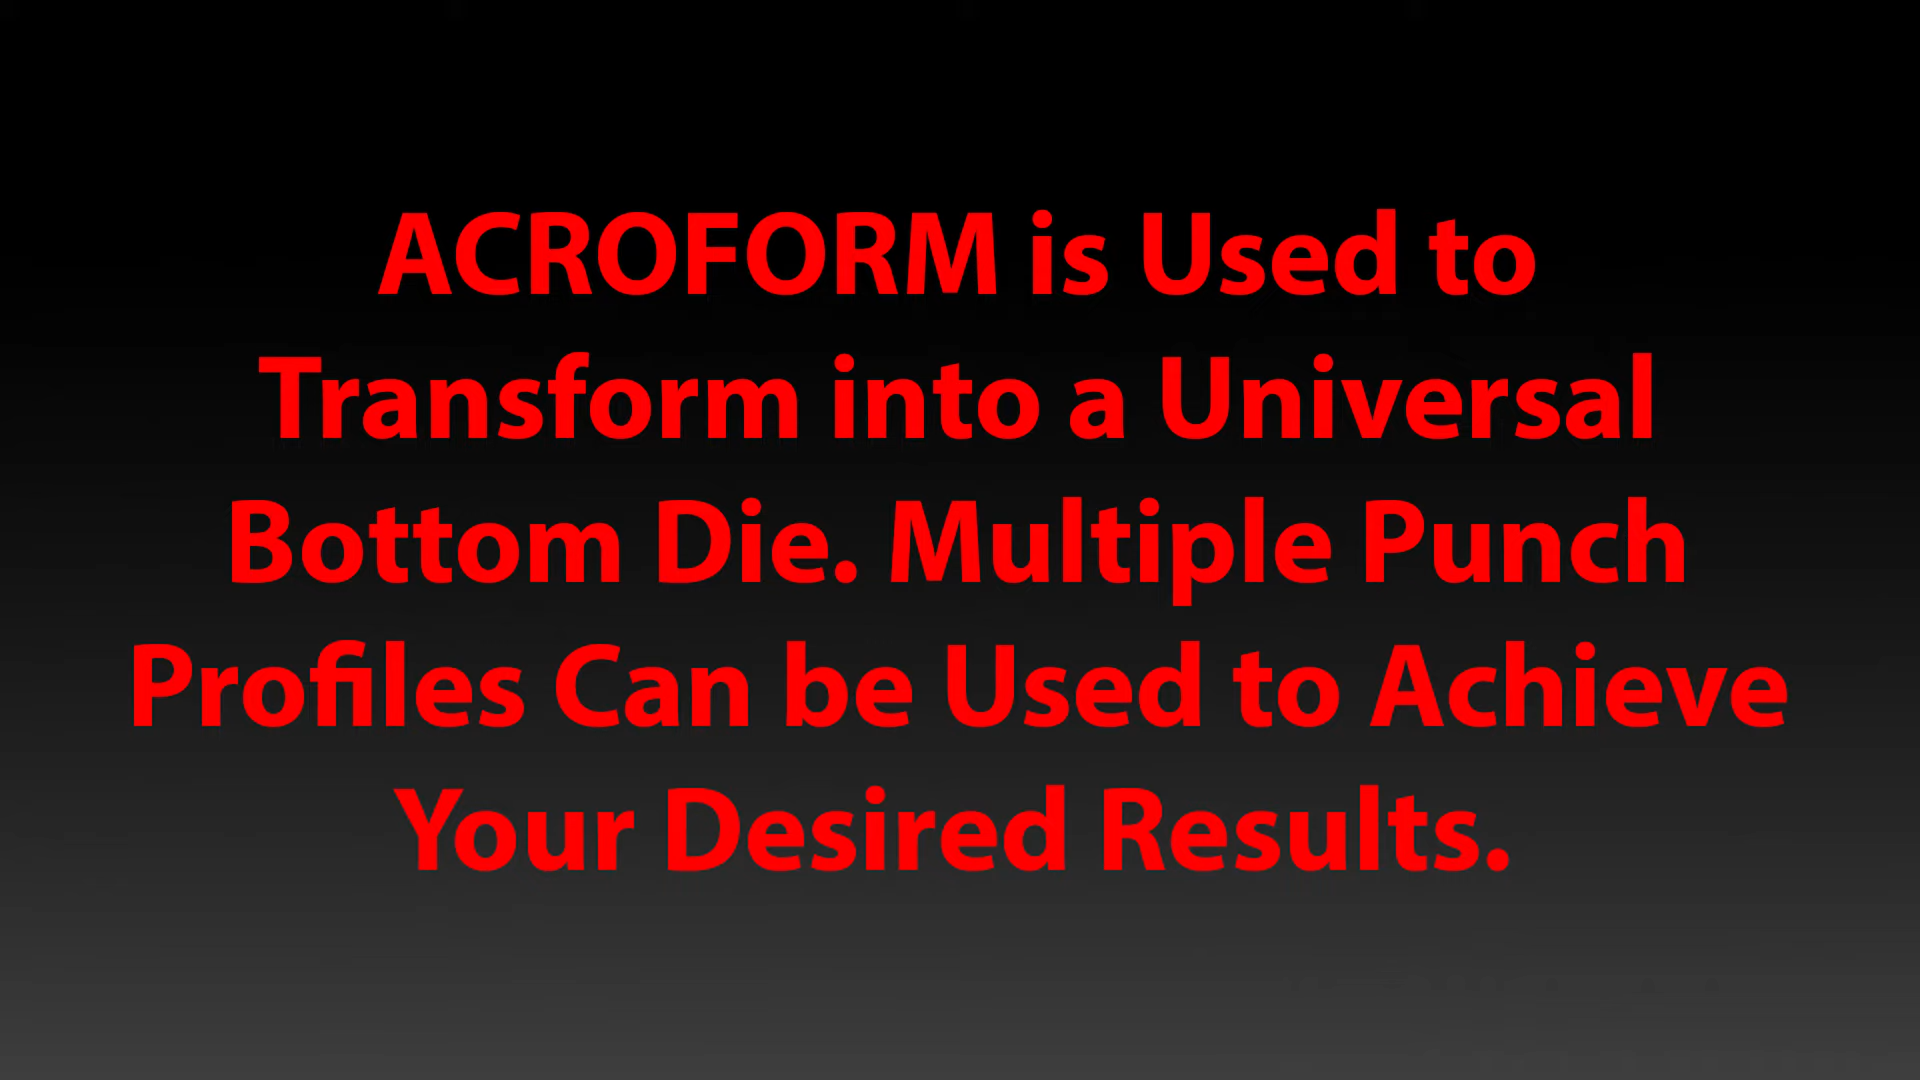 ACROFORM is Used to
Transform into a Universal
Bottom Die. Multiple Punch
Profiles Can be Used to Achieve
Your Desired Results.